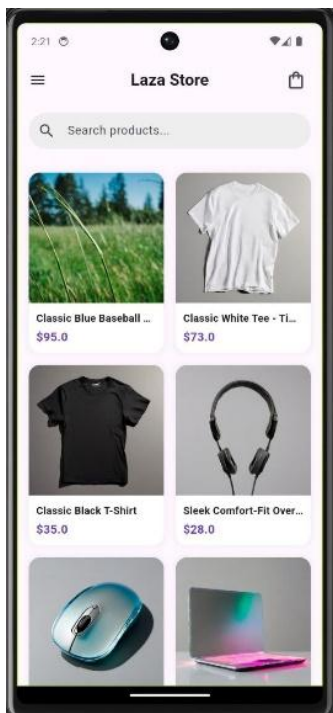 2:21
Laza Store
Search products...
Classic Blue Baseball ...
$95.0
Classic White Tee - Ti...
$73.0
Classic Black T-Shirt
$35.0
Sleek Comfort-Fit Over...
$28.0